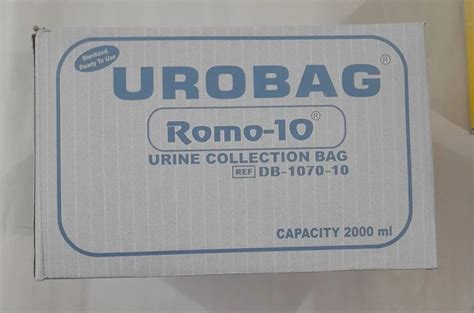 Sterilized,
Ready To Use
UROBAG®
Romo-10®
URINE COLLECTION BAG
REF DB-1070-10
CAPACITY 2000 ml